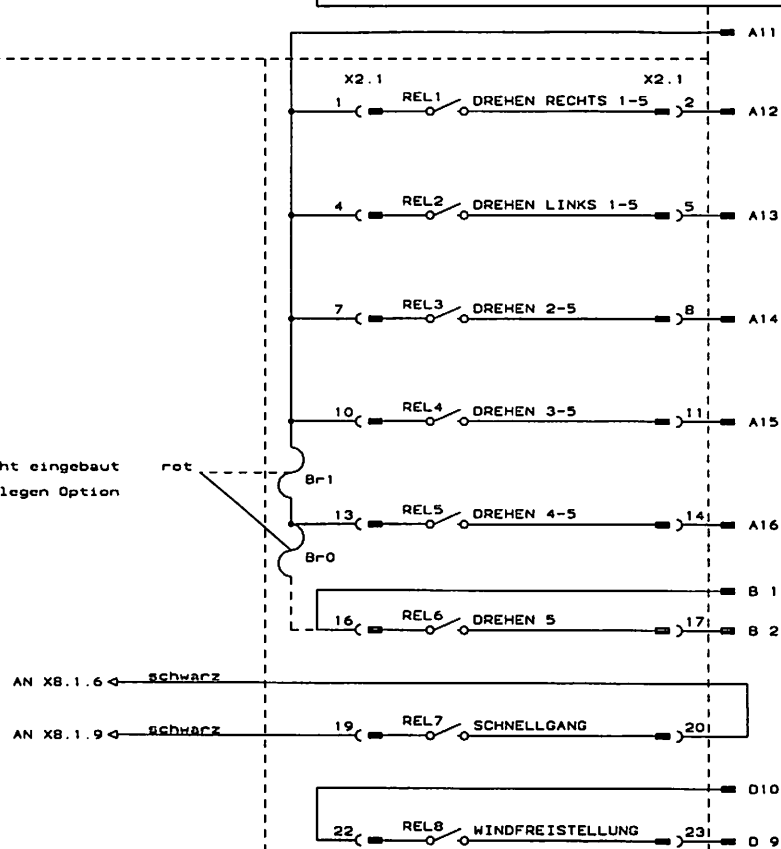 A11
X2.1 X2.1
1 REL1 DREHEN RECHTS 1-5 2 A12
4 REL2 DREHEN LINKS 1-5 5 A13
7 REL3 DREHEN 2-5 8 A14
10 REL4 DREHEN 3-5 11 A15
ht eingebaut rot
Br1
legen Option
13 REL5 DREHEN 4-5 14 A16
Br0
B 1
16 REL6 DREHEN 5 17 B 2
AN X8.1.6 schwarz
AN X8.1.9 schwarz 19 REL7 SCHNELLGANG 20
D10
22 REL8 WINDFREISTELLUNG 23 D 9